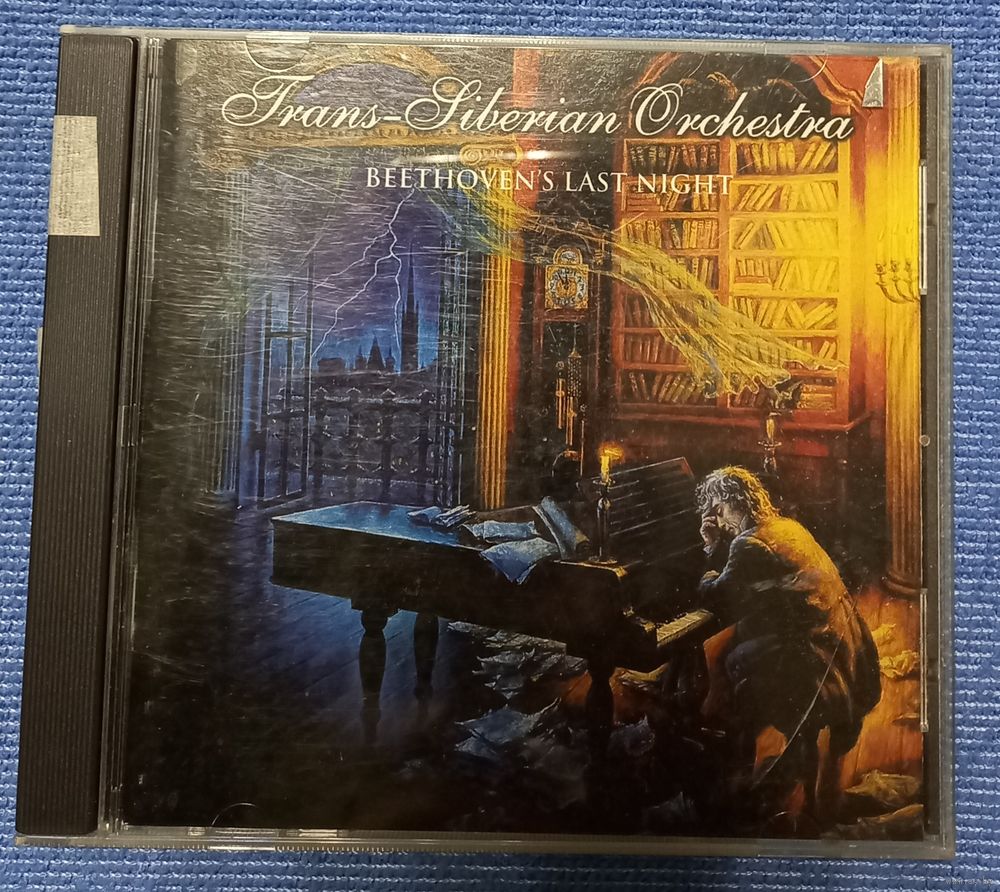 Trans-Siberian Orchestra
BEETHOVEN'S LAST NIGHT